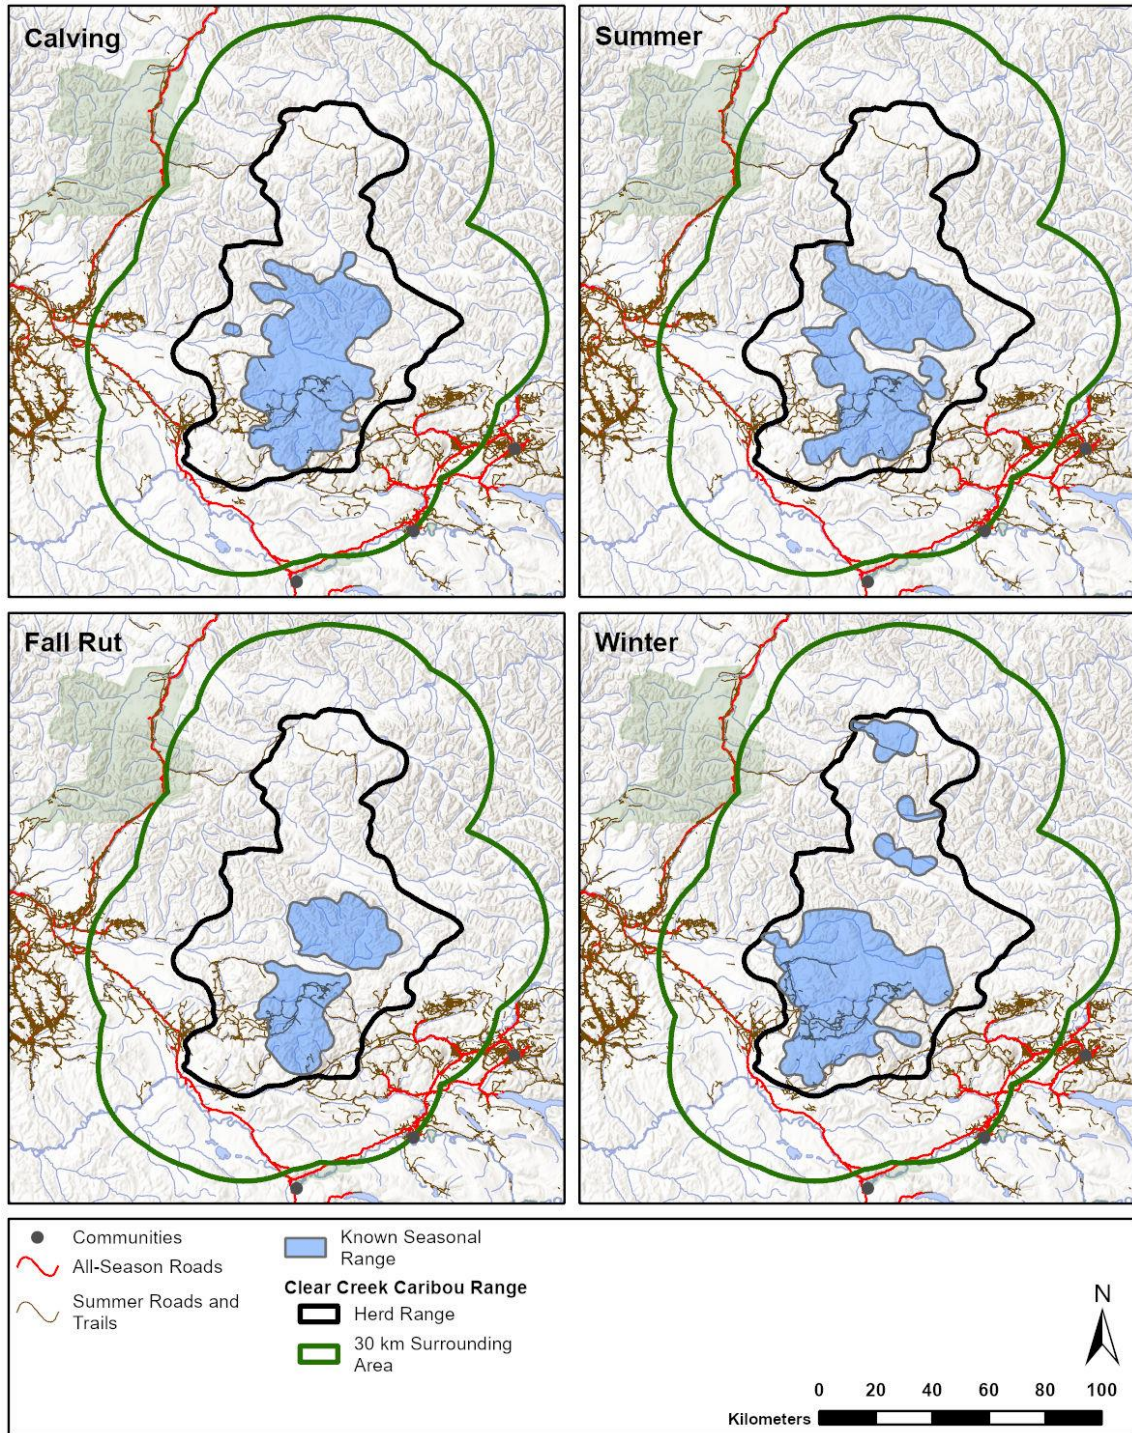 Calving
Summer
Fall Rut
Winter
Communities
All-Season Roads
Summer Roads and
Trails
Known Seasonal
Range
Clear Creek Caribou Range
Herd Range
30 km Surrounding
Area
N
0 20 40 60 80 100
Kilometers